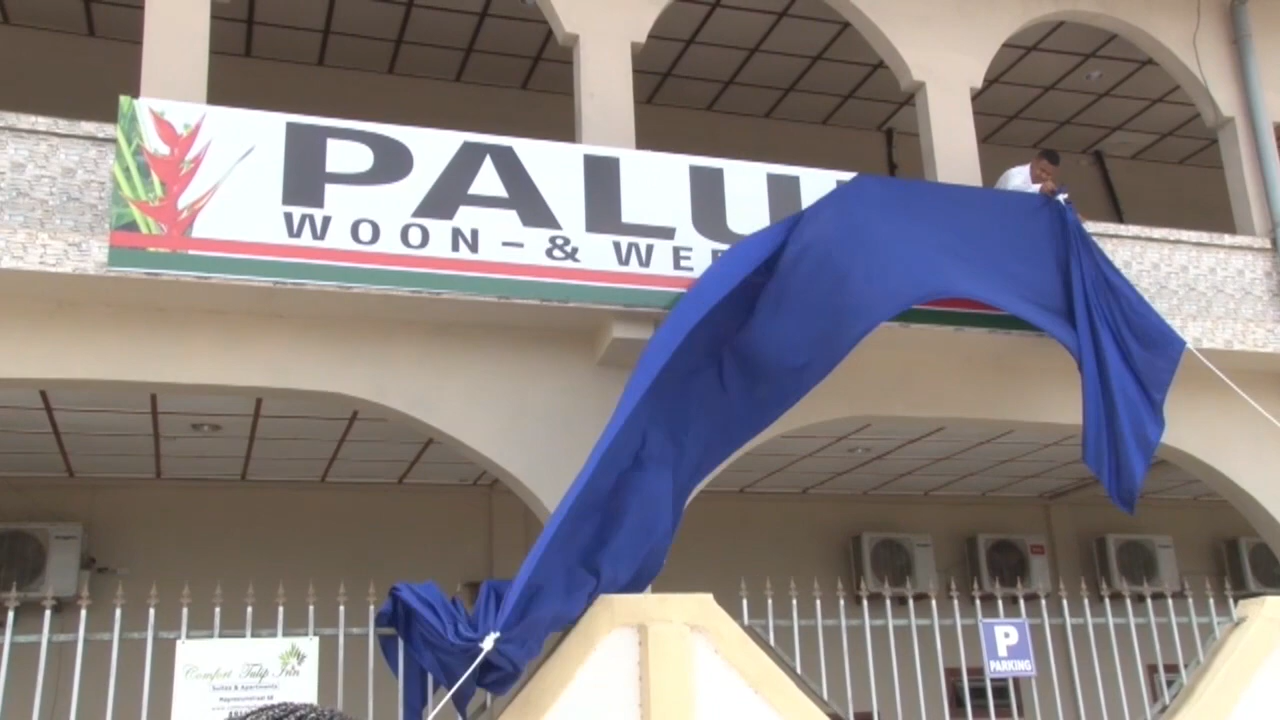 PALU
WOON-& WE
Comfort Tulip Inn
Suites & Apartments
P
PARKING